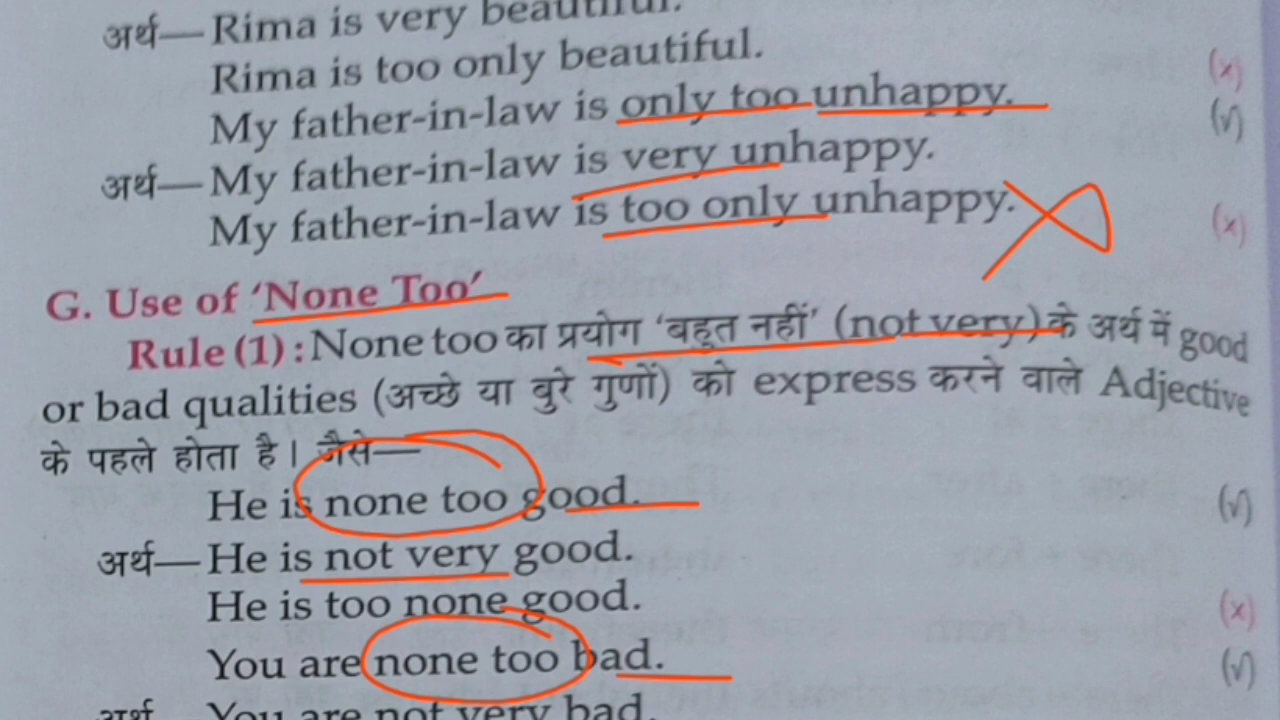 अर्थ— Rima is very beautiful.
Rima is too only beautiful. (×)
My father-in-law is only too unhappy. (√)
अर्थ— My father-in-law is very unhappy.
My father-in-law is too only unhappy. (×)
G. Use of 'None Too'
Rule (1) : None too का प्रयोग 'बहुत नहीं' (not very) के अर्थ में good
or bad qualities (अच्छे या बुरे गुणों) को express करने वाले Adjective
के पहले होता है। जैसे—
He is none too good. (√)
अर्थ— He is not very good.
He is too none good. (×)
You are none too bad. (√)
अर्थ— You are not very bad.